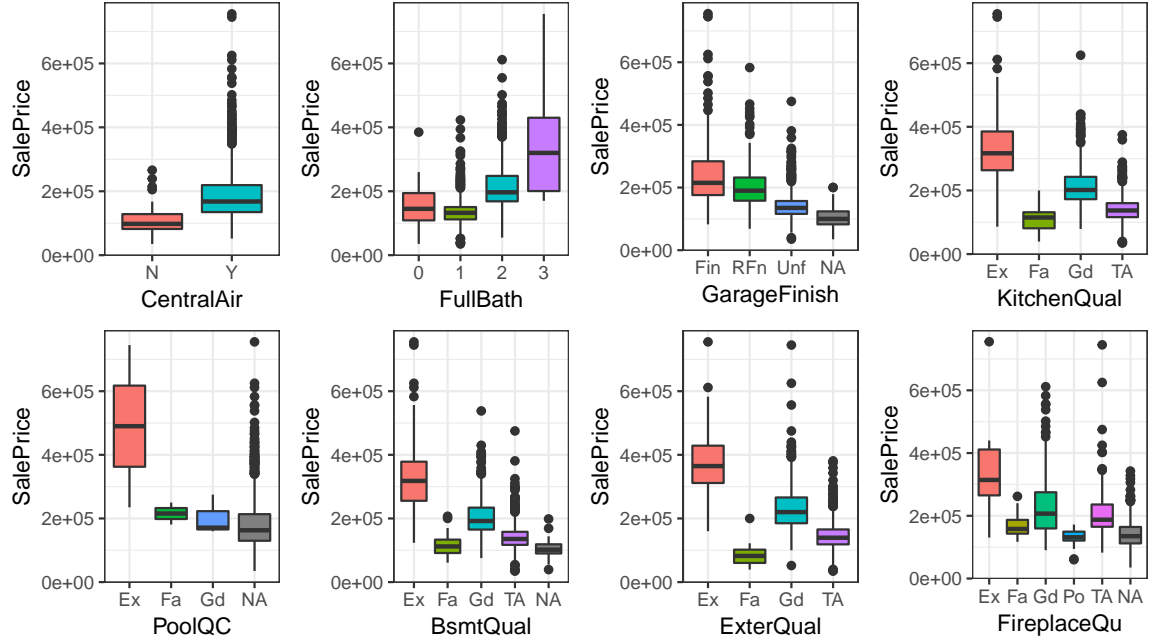 SalePrice
6e+05
4e+05
2e+05
0e+00
N Y
CentralAir
SalePrice
6e+05
4e+05
2e+05
0e+00
0 1 2 3
FullBath
SalePrice
6e+05
4e+05
2e+05
0e+00
Fin RFn Unf NA
GarageFinish
SalePrice
6e+05
4e+05
2e+05
0e+00
Ex Fa Gd TA
KitchenQual
SalePrice
6e+05
4e+05
2e+05
0e+00
Ex Fa Gd NA
PoolQC
SalePrice
6e+05
4e+05
2e+05
0e+00
Ex Fa Gd TA NA
BsmtQual
SalePrice
6e+05
4e+05
2e+05
0e+00
Ex Fa Gd TA
ExterQual
SalePrice
6e+05
4e+05
2e+05
0e+00
Ex Fa Gd Po TA NA
FireplaceQu